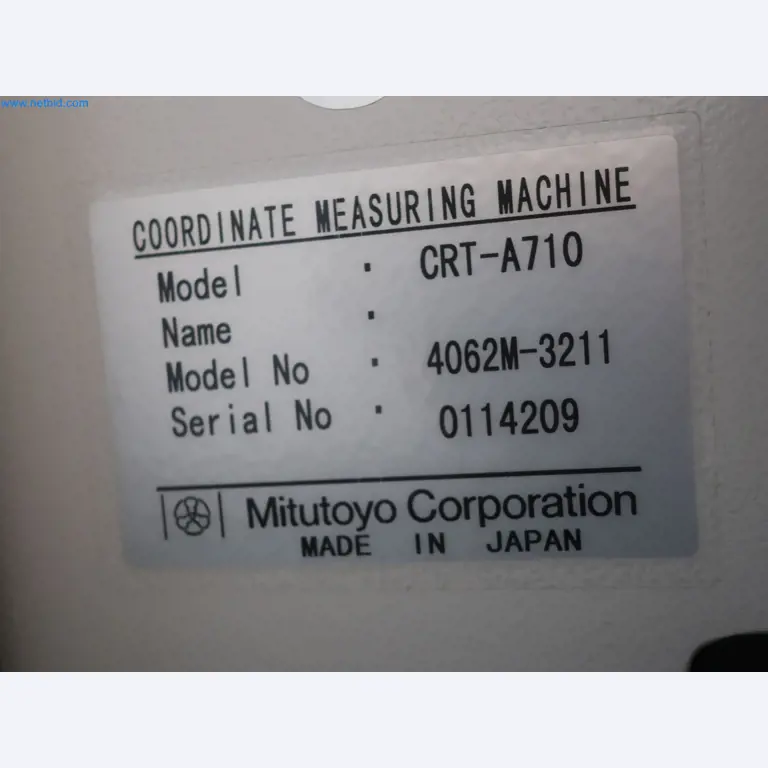 www.netbid.com
COORDINATE MEASURING MACHINE
Model : CRT-A710
Name :
Model No : 4062M-3211
Serial No : 0114209
Mitutoyo Corporation
MADE IN JAPAN